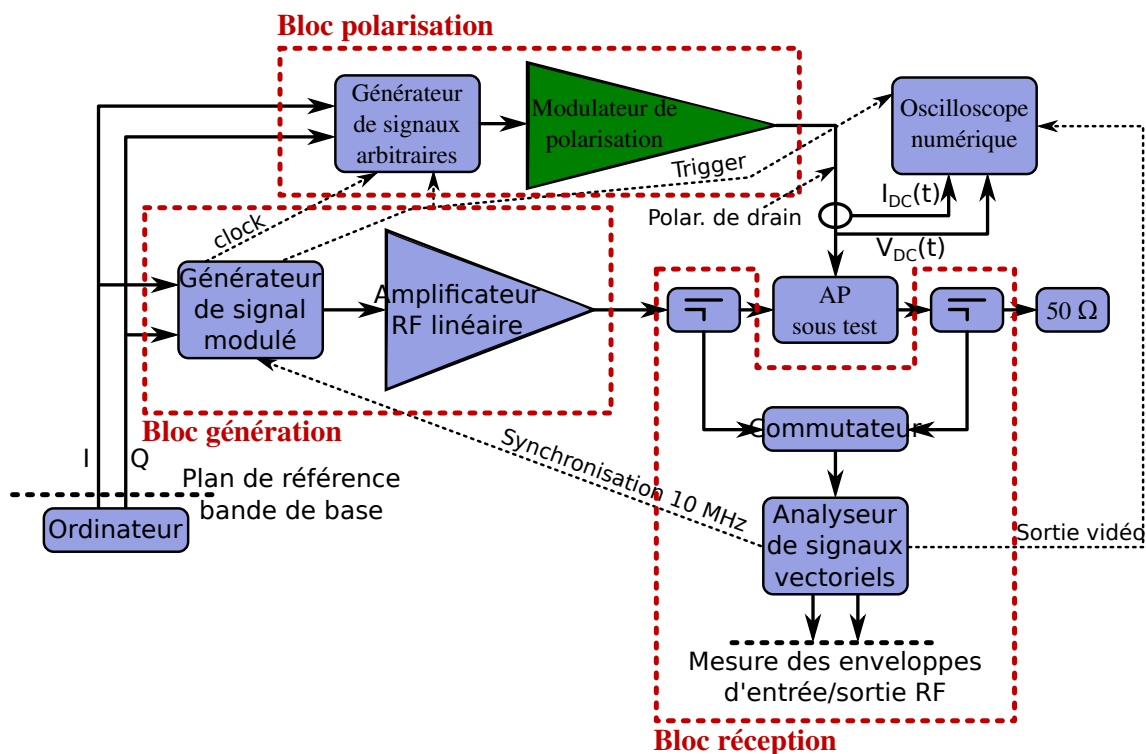 Bloc polarisation
Générateur
de signaux
arbitraires
Modulateur de
polarisation
Oscilloscope
numérique
Trigger
I_DC(t)
Polar. de drain
V_DC(t)
clock
Générateur
de signal
modulé
Amplificateur
RF linéaire
AP
sous test
50 Ω
Bloc génération
Commutateur
I
Q
Plan de référence
bande de base
Ordinateur
Synchronisation 10 MHz
Analyseur
de signaux
vectoriels
Sortie vidéo
Mesure des enveloppes
d'entrée/sortie RF
Bloc réception